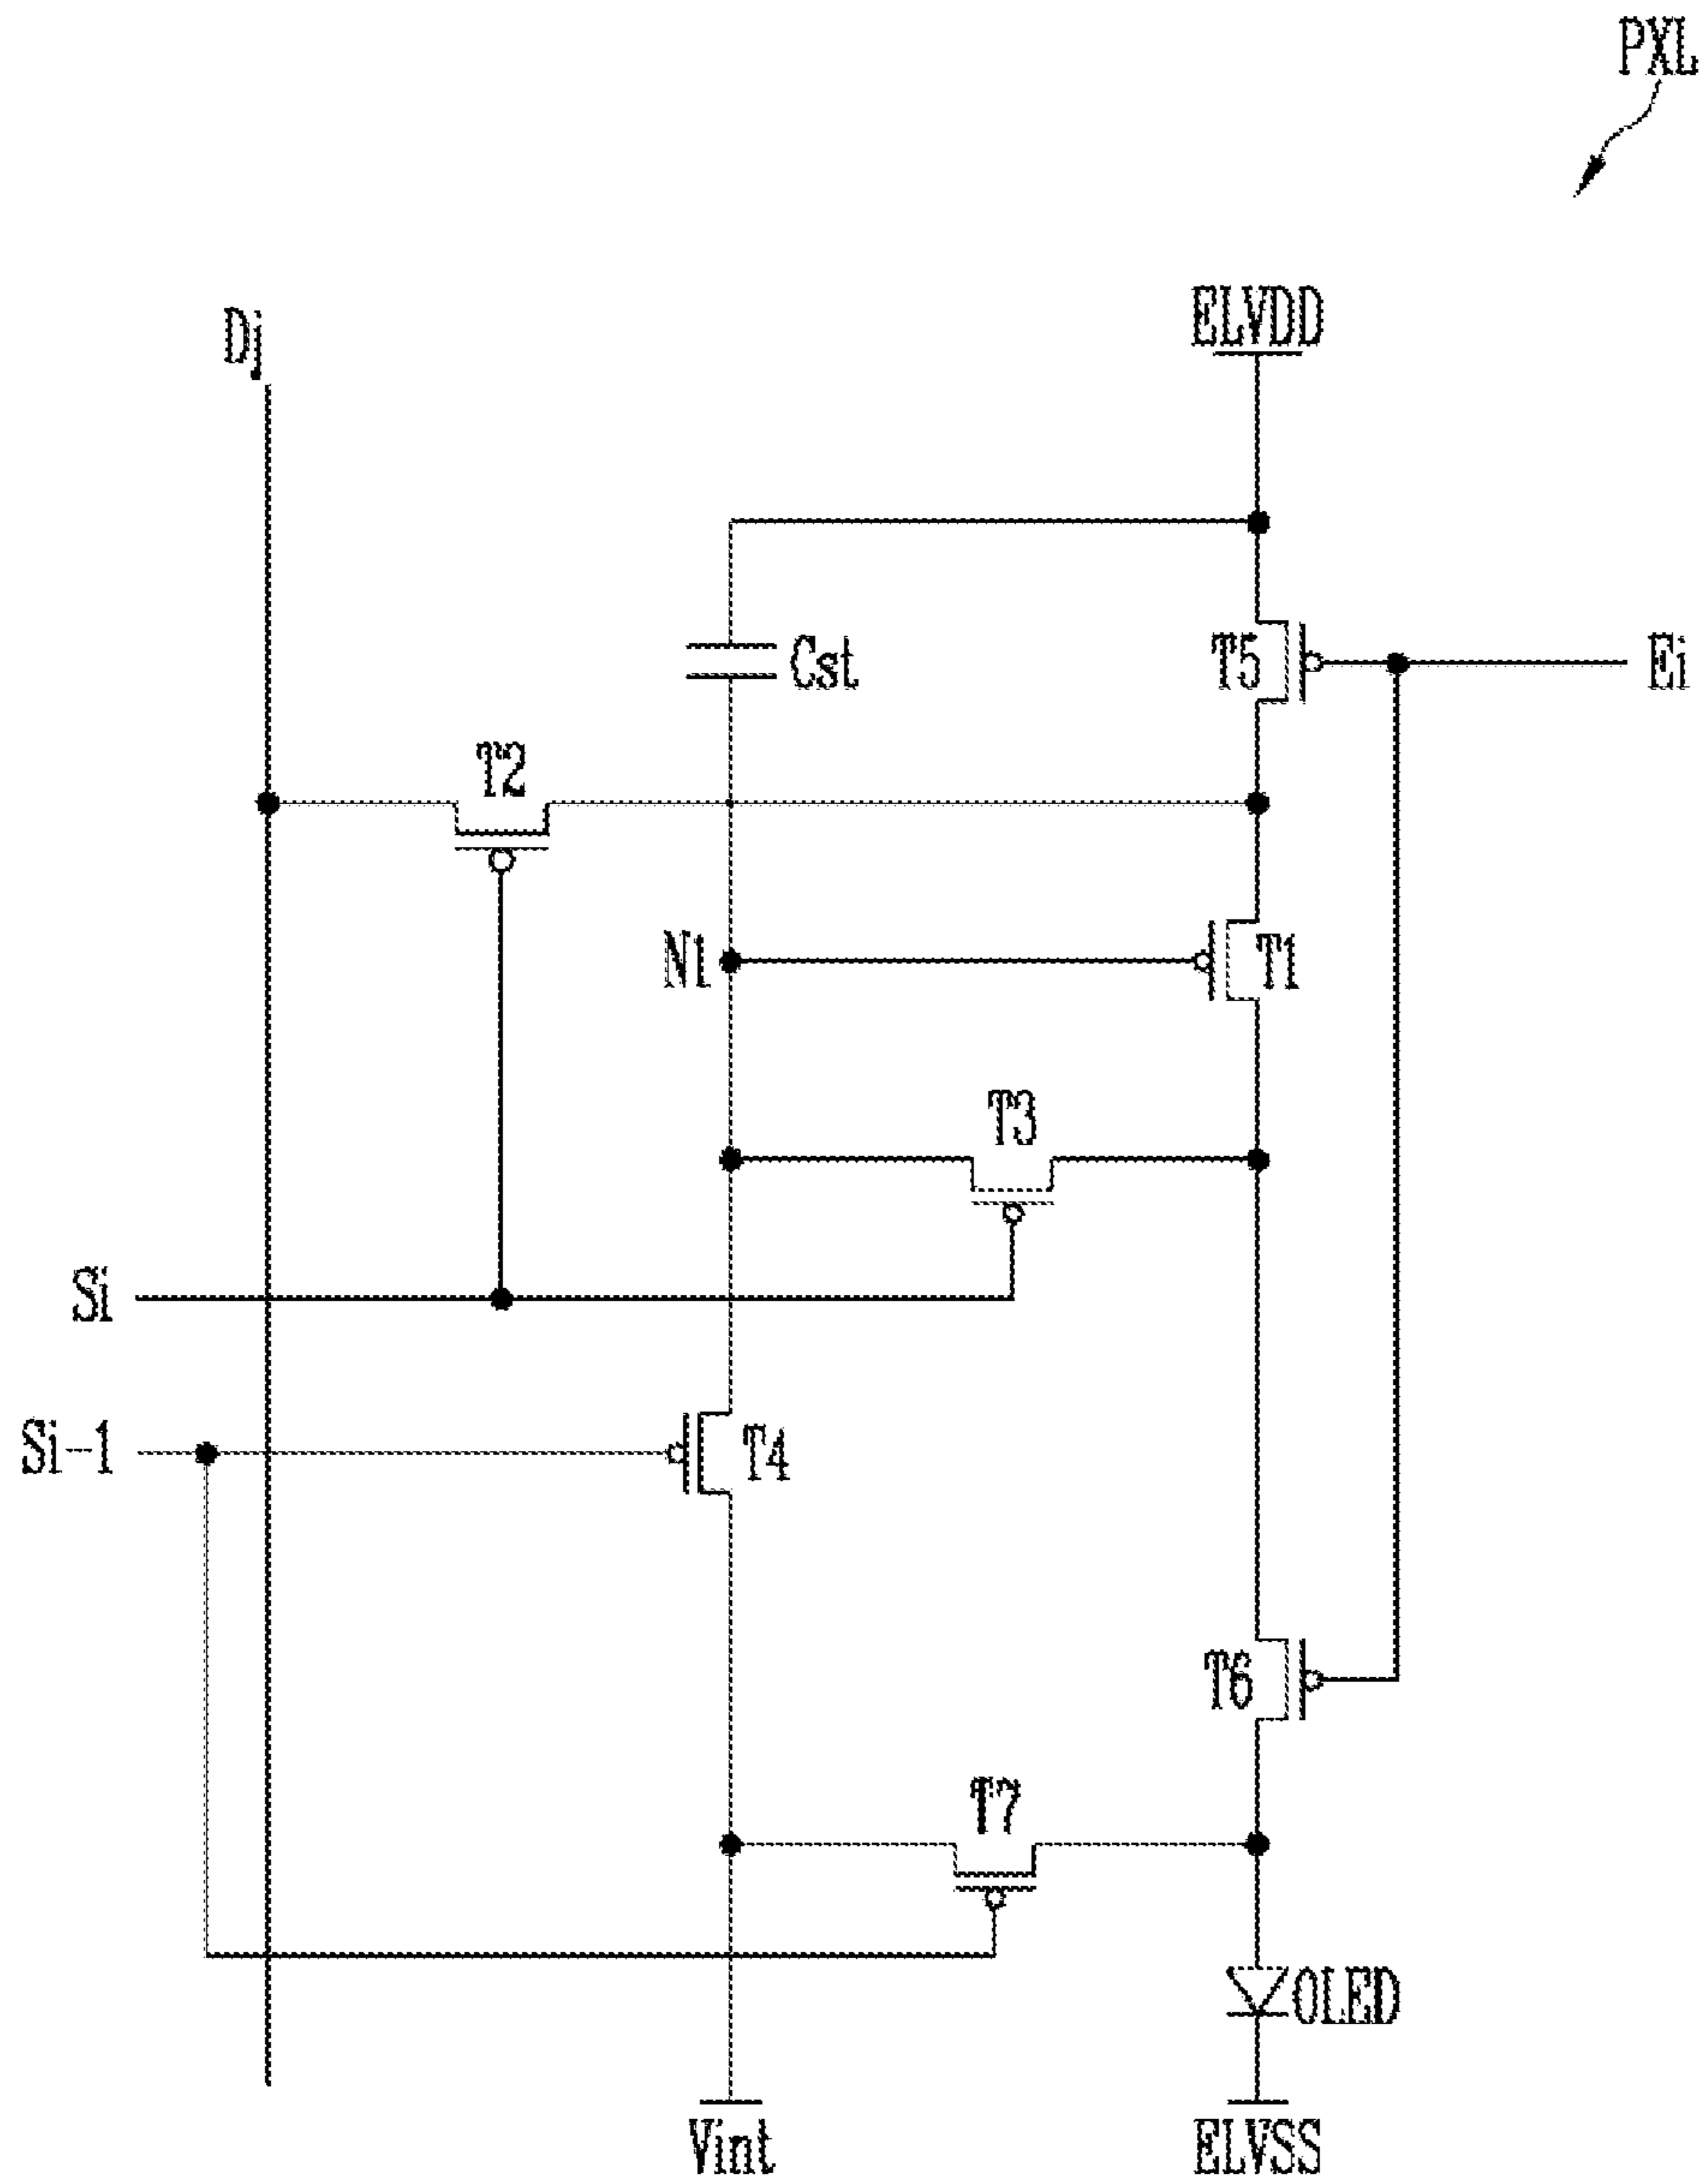 PXL
Dj
ELVDD
Cst
T5
Ei
T2
N1
T1
T3
Si
Si-1
T4
T6
T7
OLED
Vint
ELVSS